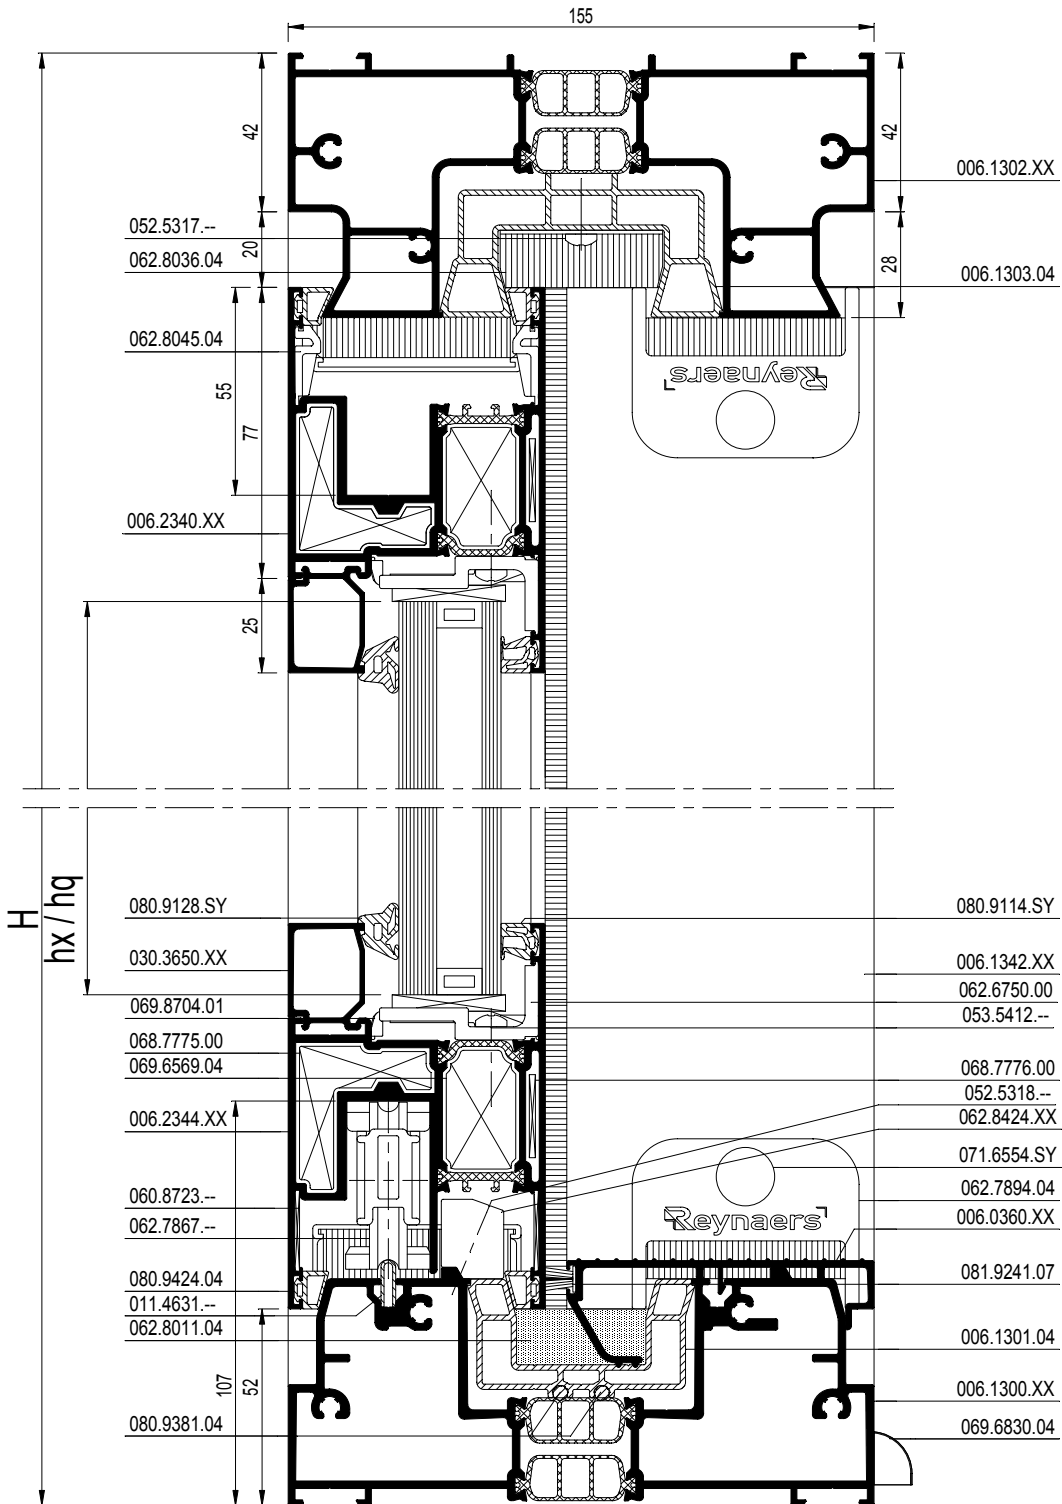 155
42
42
006.1302.XX
052.5317.--
20
062.8036.04
28
006.1303.04
062.8045.04
Reynaers
55
77
006.2340.XX
25
H
hx / hq
080.9128.SY
080.9114.SY
030.3650.XX
006.1342.XX
062.6750.00
069.8704.01
053.5412.--
068.7775.00
069.6569.04
068.7776.00
052.5318.--
006.2344.XX
062.8424.XX
071.6554.SY
062.7894.04
060.8723.--
Reynaers
006.0360.XX
062.7867.--
080.9424.04
081.9241.07
011.4631.--
062.8011.04
006.1301.04
107
52
006.1300.XX
080.9381.04
069.6830.04